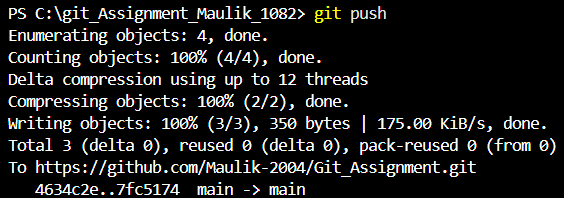 PS C:\git_Assignment_Maulik_1082> git push
Enumerating objects: 4, done.
Counting objects: 100% (4/4), done.
Delta compression using up to 12 threads
Compressing objects: 100% (2/2), done.
Writing objects: 100% (3/3), 350 bytes | 175.00 KiB/s, done.
Total 3 (delta 0), reused 0 (delta 0), pack-reused 0 (from 0)
To https://github.com/Maulik-2004/Git_Assignment.git
   4634c2e..7fc5174  main -> main